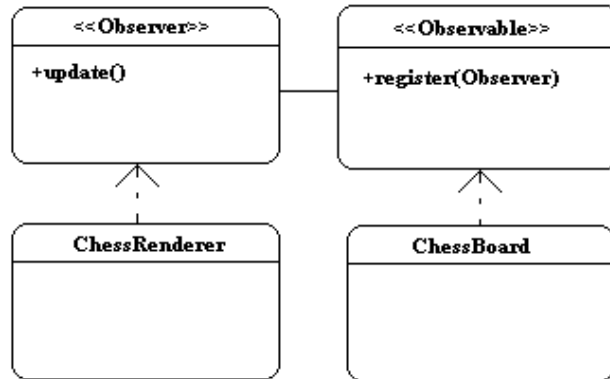 <<Observer>>
+update()
<<Observable>>
+register(Observer)
ChessRenderer
ChessBoard